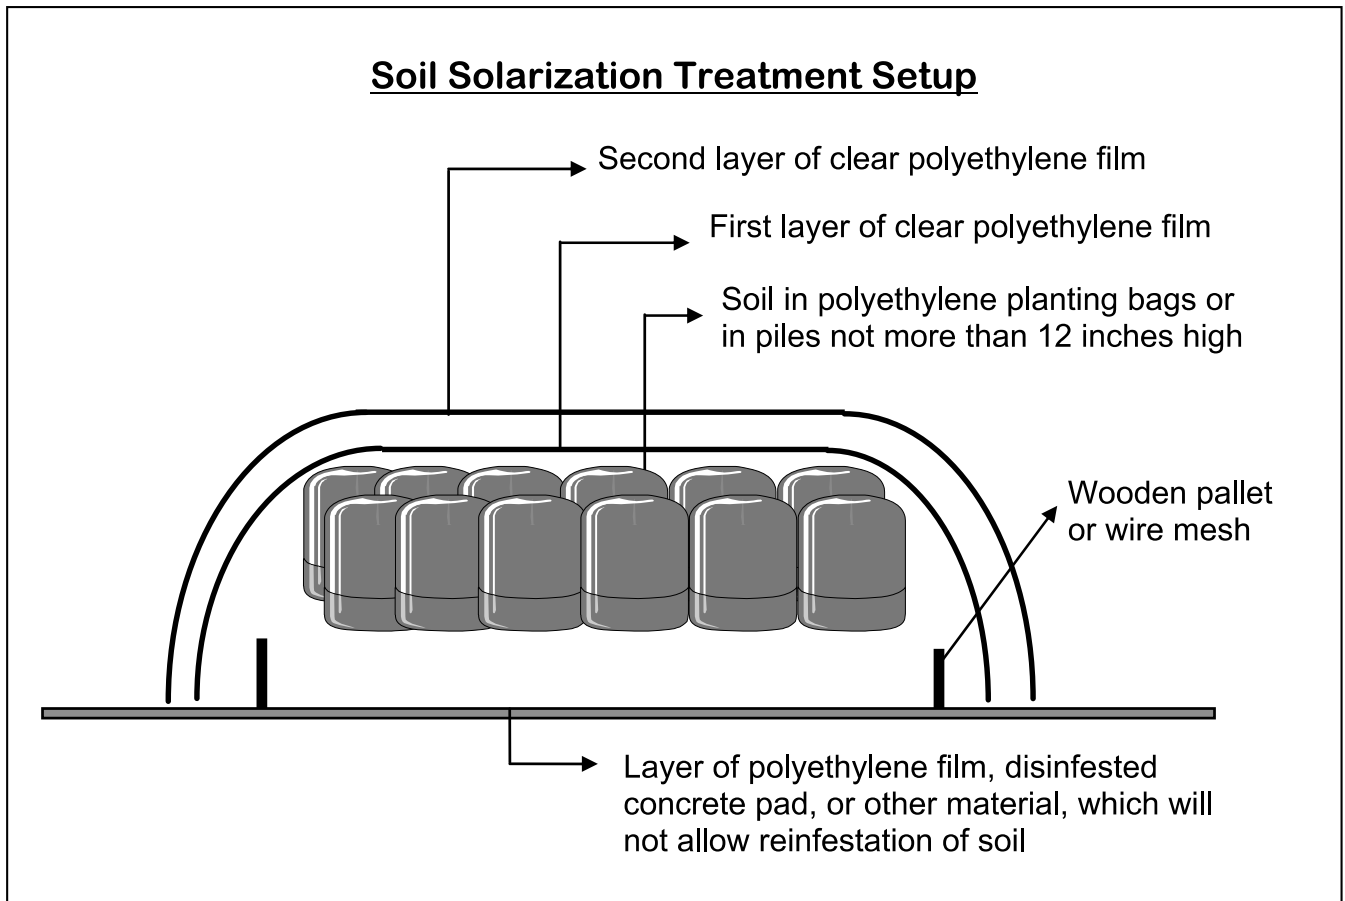 Soil Solarization Treatment Setup
Second layer of clear polyethylene film
First layer of clear polyethylene film
Soil in polyethylene planting bags or
in piles not more than 12 inches high
Wooden pallet
or wire mesh
Layer of polyethylene film, disinfested
concrete pad, or other material, which will
not allow reinfestation of soil